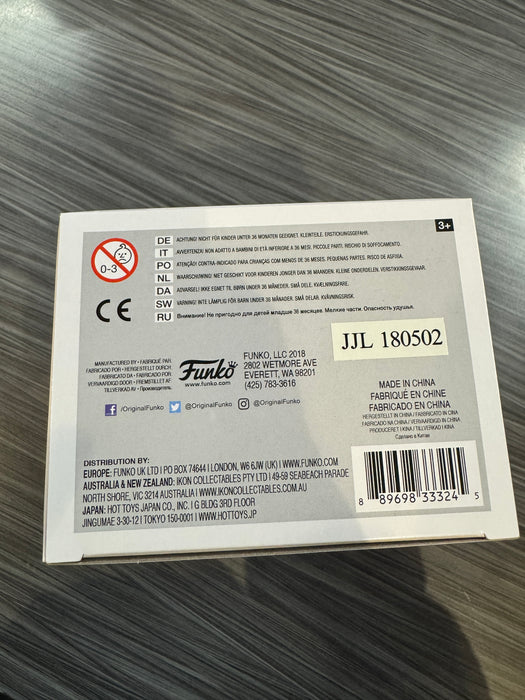 3+
0-3
DE ACHTUNG! NICHT FÜR KINDER UNTER 36 MONATEN GEEIGNET. KLEINTEILE. ERSTICKUNGSGEFAHR.
IT AVVERTENZE! NON ADATTO A BAMBINI DI ETÀ INFERIORE A 36 MESI. PICCOLE PARTI. RISCHIO DI SOFFOCAMENTO.
PO ATENÇÃO! CONTRA-INDICADO PARA CRIANÇAS COM MENOS DE 36 MESES. PEQUENAS PARTES. RISCO DE ASFIXIA.
NL WAARSCHUWING! NIET GESCHIKT VOOR KINDEREN JONGER DAN 36 MAANDEN. KLEINE ONDERDELEN. VERSTIKKINGSGEVAAR.
DA ADVARSEL! IKKE EGNET TIL BØRN UNDER 36 MÅNEDER. SMÅ DELE. KVÆLNINGSFARE.
SW VARNING! INTE LÄMPLIG FÖR BARN UNDER 36 MÅNADER. SMÅ DELAR. KVÄVNINGSRISK.
RU Внимание! Не пригодно для детей младше 36 месяцев. Мелкие части. Опасность удушья.
CE
JJL 180502
MANUFACTURED BY • FABRIQUÉ PAR
FABRICADO POR • HERGESTELLT DURCH:
FABRICATO DA • FABRICADO POR
VERVAARDIGD DOOR • FREMSTILLET AF
TILLVERKAD AV • Производитель
Funko
www.funko.com
FUNKO, LLC 2018
2802 WETMORE AVE
EVERETT, WA 98201
(425) 783-3616
/OriginalFunko @OriginalFunko @OriginalFunko
MADE IN CHINA
FABRIQUÉ EN CHINE
FABRICADO EN CHINA
HERGESTELLT IN CHINA | FABBRICATO IN CINA
FABRICADO NA CHINA | VERVAARDIGD IN CHINA
PRODUCERET I KINA | TILLVERKAD I KINA
Сделано в Китае
DISTRIBUTION BY:
EUROPE: FUNKO UK LTD | PO BOX 74644 | LONDON, W6 6JW (UK) | WWW.FUNKO.COM
AUSTRALIA & NEW ZEALAND: IKON COLLECTABLES PTY LTD | 49-59 SEABEACH PARADE
NORTH SHORE, VIC 3214 AUSTRALIA | WWW.IKONCOLLECTABLES.COM.AU
JAPAN: HOT TOYS JAPAN CO., INC. | G BLDG 3RD FLOOR
JINGUMAE 3-30-12 | TOKYO 150-0001 | WWW.HOTTOYS.JP
8 89698 33324 5